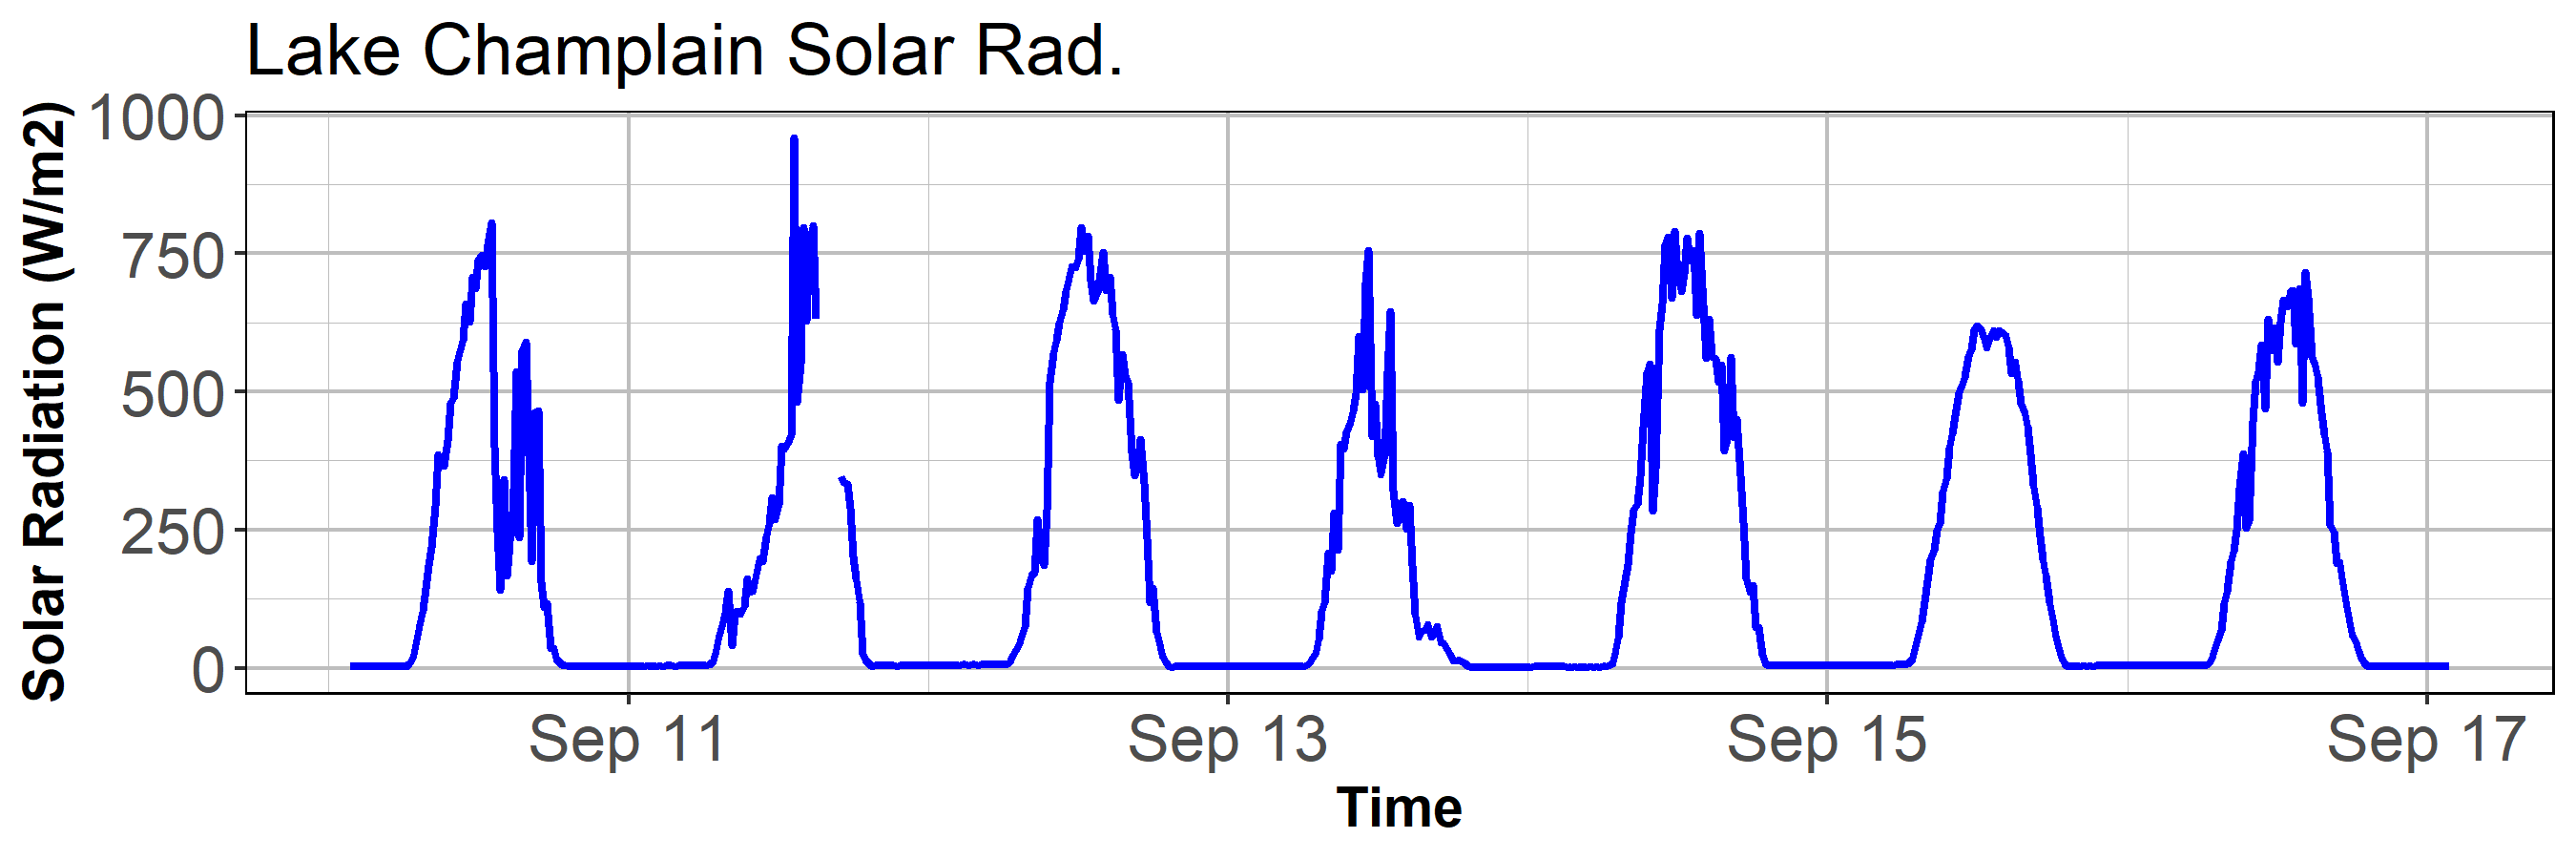 Lake Champlain Solar Rad.
Solar Radiation (W/m2)
1000
750
500
250
0
Sep 11 Sep 13 Sep 15 Sep 17
Time